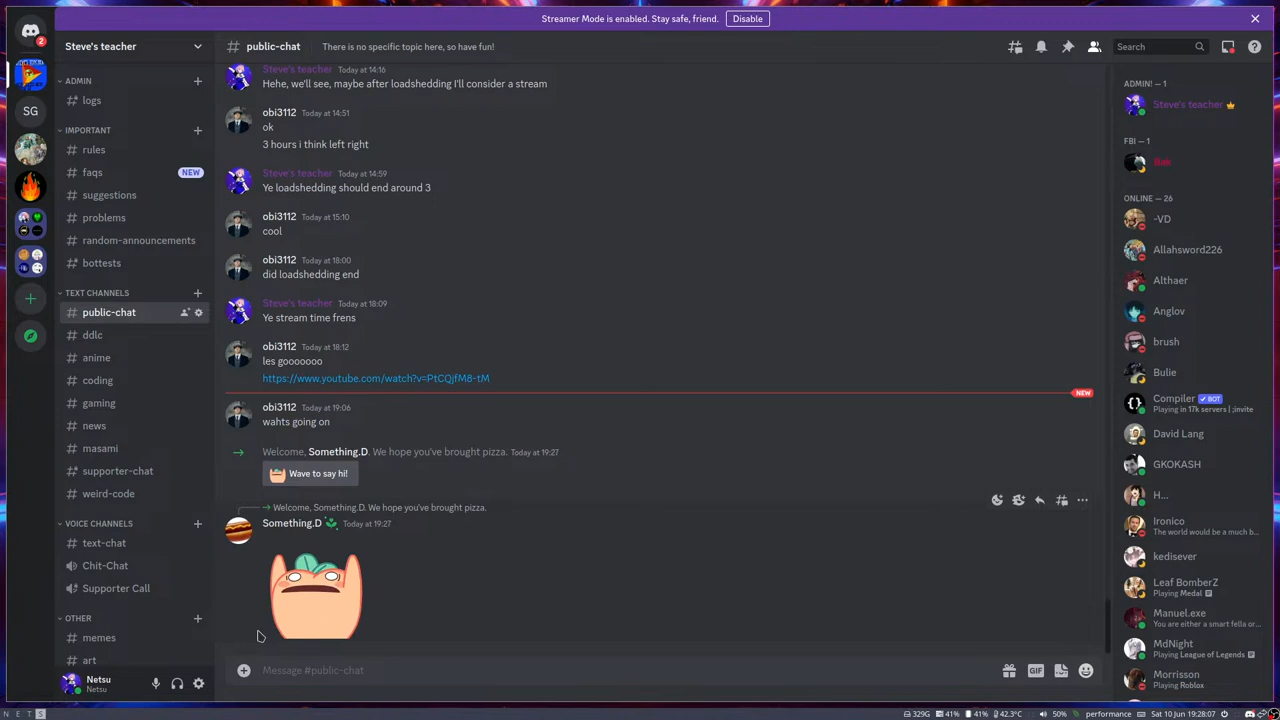 Streamer Mode is enabled. Stay safe, friend. Disable
2
SG
Steve's teacher
ADMIN
logs
IMPORTANT
rules
faqs NEW
suggestions
problems
random-announcements
bottests
TEXT CHANNELS
public-chat
ddlc
anime
coding
gaming
news
masami
supporter-chat
weird-code
VOICE CHANNELS
text-chat
Chit-Chat
Supporter Call
OTHER
memes
art
Netsu
Netsu
public-chat There is no specific topic here, so have fun!
Search
Steve's teacher Today at 14:16
Hehe, we'll see, maybe after loadshedding I'll consider a stream
obi3112 Today at 14:51
ok
3 hours i think left right
Steve's teacher Today at 14:59
Ye loadshedding should end around 3
obi3112 Today at 15:10
cool
obi3112 Today at 18:00
did loadshedding end
Steve's teacher Today at 18:09
Ye stream time frens
obi3112 Today at 18:12
les gooooooo
https://www.youtube.com/watch?v=PtCQjfM8-tM
NEW
obi3112 Today at 19:06
wahts going on
Welcome, Something.D. We hope you've brought pizza. Today at 19:27
Wave to say hi!
Welcome, Something.D. We hope you've brought pizza.
Something.D Today at 19:27
Message #public-chat
GIF
ADMIN! — 1
Steve's teacher
FBI — 1
ONLINE — 26
-VD
Allahsword226
Althaer
Anglov
brush
Bulie
Compiler BOT
Playing in 17k servers | ;invite
David Lang
GKOKASH
H...
Ironico
The world would be a much b...
kedisever
Leaf BomberZ
Playing Medal
Manuel.exe
You are either a smart fella or...
MdNight
Playing League of Legends
Morrisson
Playing Roblox
N E T S
329G 41% 41% 42.3°C 50% performance Sat 10 Jun 19:28:07